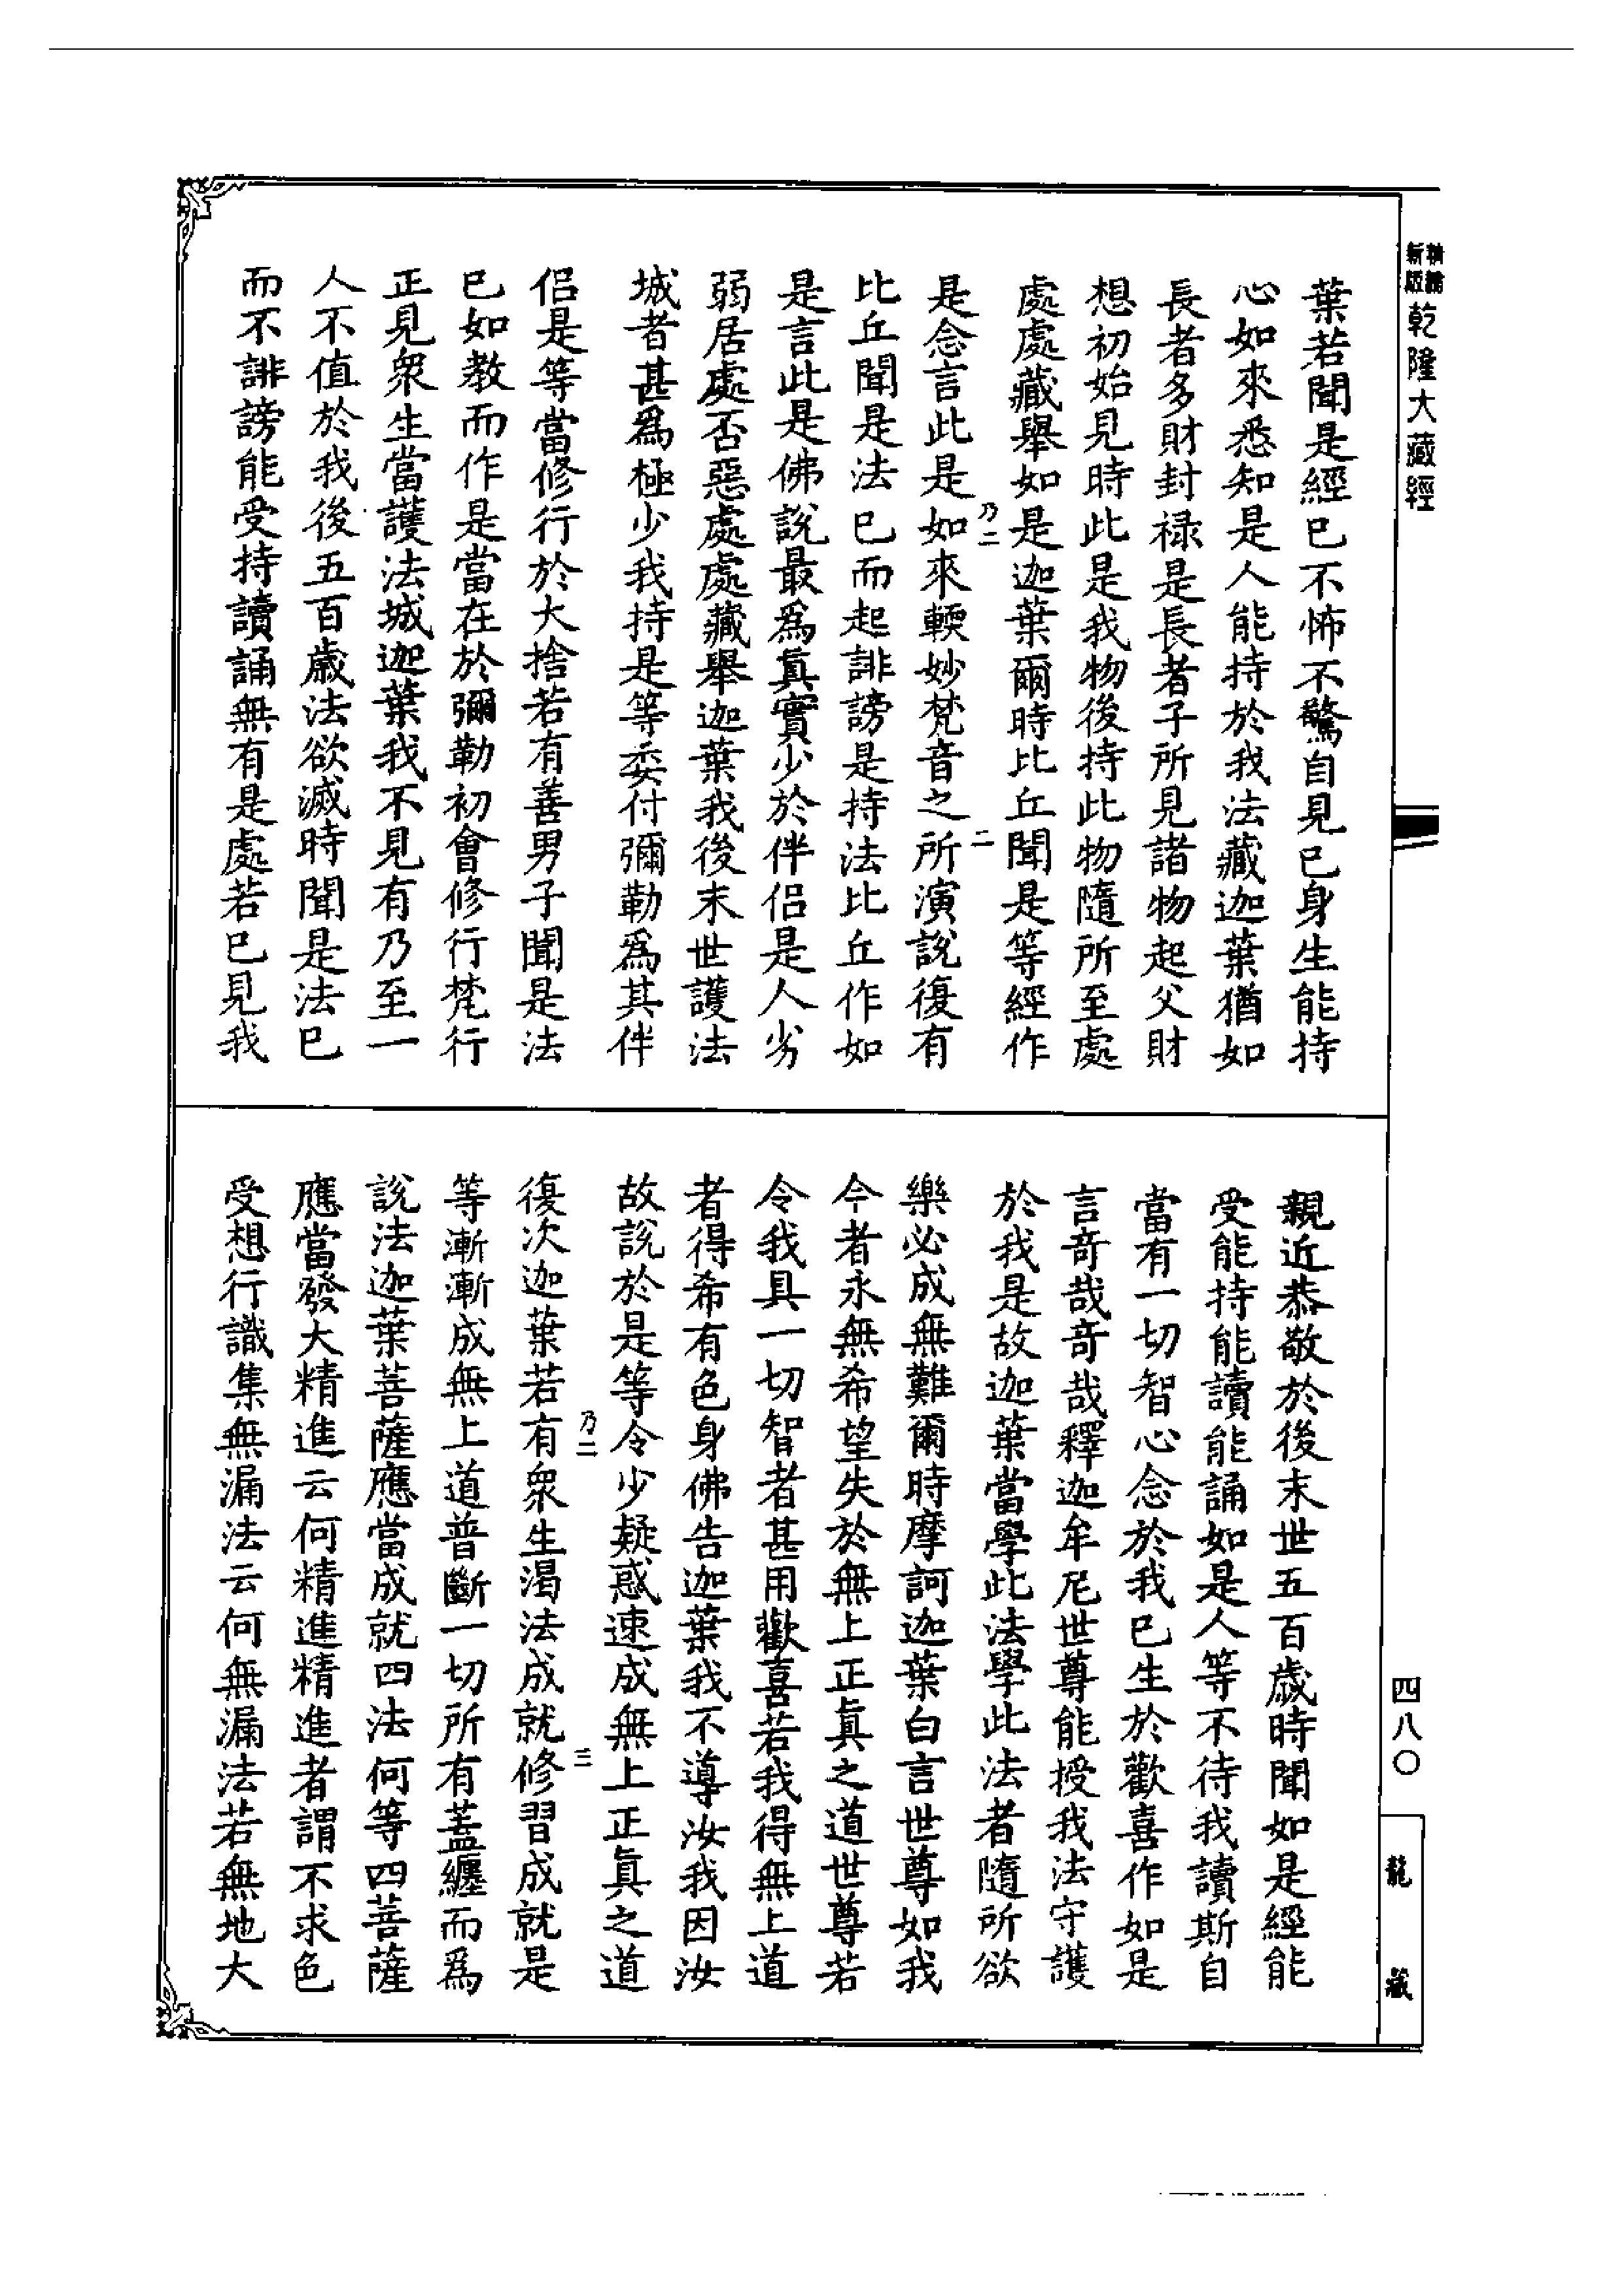 新版精縮乾隆大藏經
葉若聞是經已不怖不驚自見已身生能持
心如來悉知是人能持於我法藏迦葉猶如
長者多財封祿是長者子所見諸物起父財
想初始見時此是我物後持此物隨所至處
處處藏舉如是迦葉爾時比丘聞是等經作
乃二
二
是念言此是如來輭妙梵音之所演說復有
比丘聞是法已而起誹謗是持法比丘作如
是言此是佛說最為真實少於伴侶是人劣
弱居處否惡處處藏舉迦葉我後末世護法
城者甚為極少我持是等委付彌勒為其伴
侶是等當修行於大捨若有善男子聞是法
已如教而作是當在於彌勒初會修行梵行
正見眾生當護法城迦葉我不見有乃至一
人不值於我後五百歲法欲滅時聞是法已
而不誹謗能受持讀誦無有是處若已見我
親近恭敬於後末世五百歲時聞如是經能
受能持能讀能誦如是人等不待我讀斯自
當有一切智心念於我已生於歡喜作如是
言奇哉奇哉釋迦牟尼世尊能授我法守護
於我是故迦葉當學此法學此法者隨所欲
樂必成無難爾時摩訶迦葉白言世尊如我
今者永無希望失於無上正真之道世尊若
令我具一切智者甚用歡喜若我得無上道
者得希有色身佛告迦葉我不導汝我因汝
故說於是等令少疑惑速成無上正真之道
乃二
三
復次迦葉若有眾生渴法成就修習成就是
等漸漸成無上道普斷一切所有蓋纏而為
說法迦葉菩薩應當成就四法何等四菩薩
應當發大精進云何精進精進者謂不求色
受想行識集無漏法云何無漏法若無地大
四八〇
龍藏